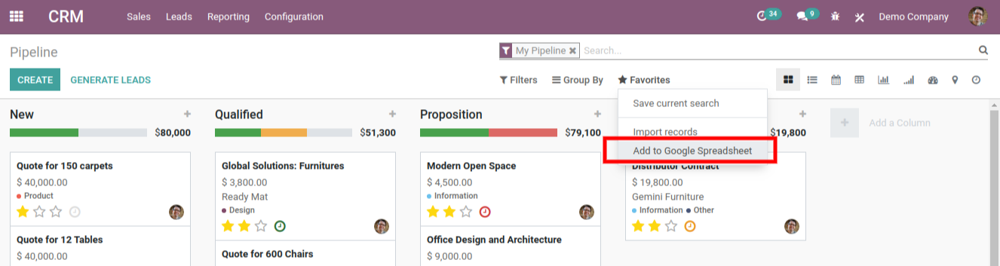 CRM Sales Leads Reporting Configuration 34 9 Demo Company
Pipeline My Pipeline Search...
CREATE GENERATE LEADS Filters Group By Favorites
Save current search
Import records
Add to Google Spreadsheet
New
$80,000
Quote for 150 carpets
$ 40,000.00
Product
Quote for 12 Tables
$ 40,000.00
Qualified
$51,300
Global Solutions: Furnitures
$ 3,800.00
Ready Mat
Design
Quote for 600 Chairs
Proposition
$79,100
Modern Open Space
$ 4,500.00
Information
Office Design and Architecture
$ 9,000.00
$19,800
Distributor Contract
$ 19,800.00
Gemini Furniture
Information Other
Add a Column